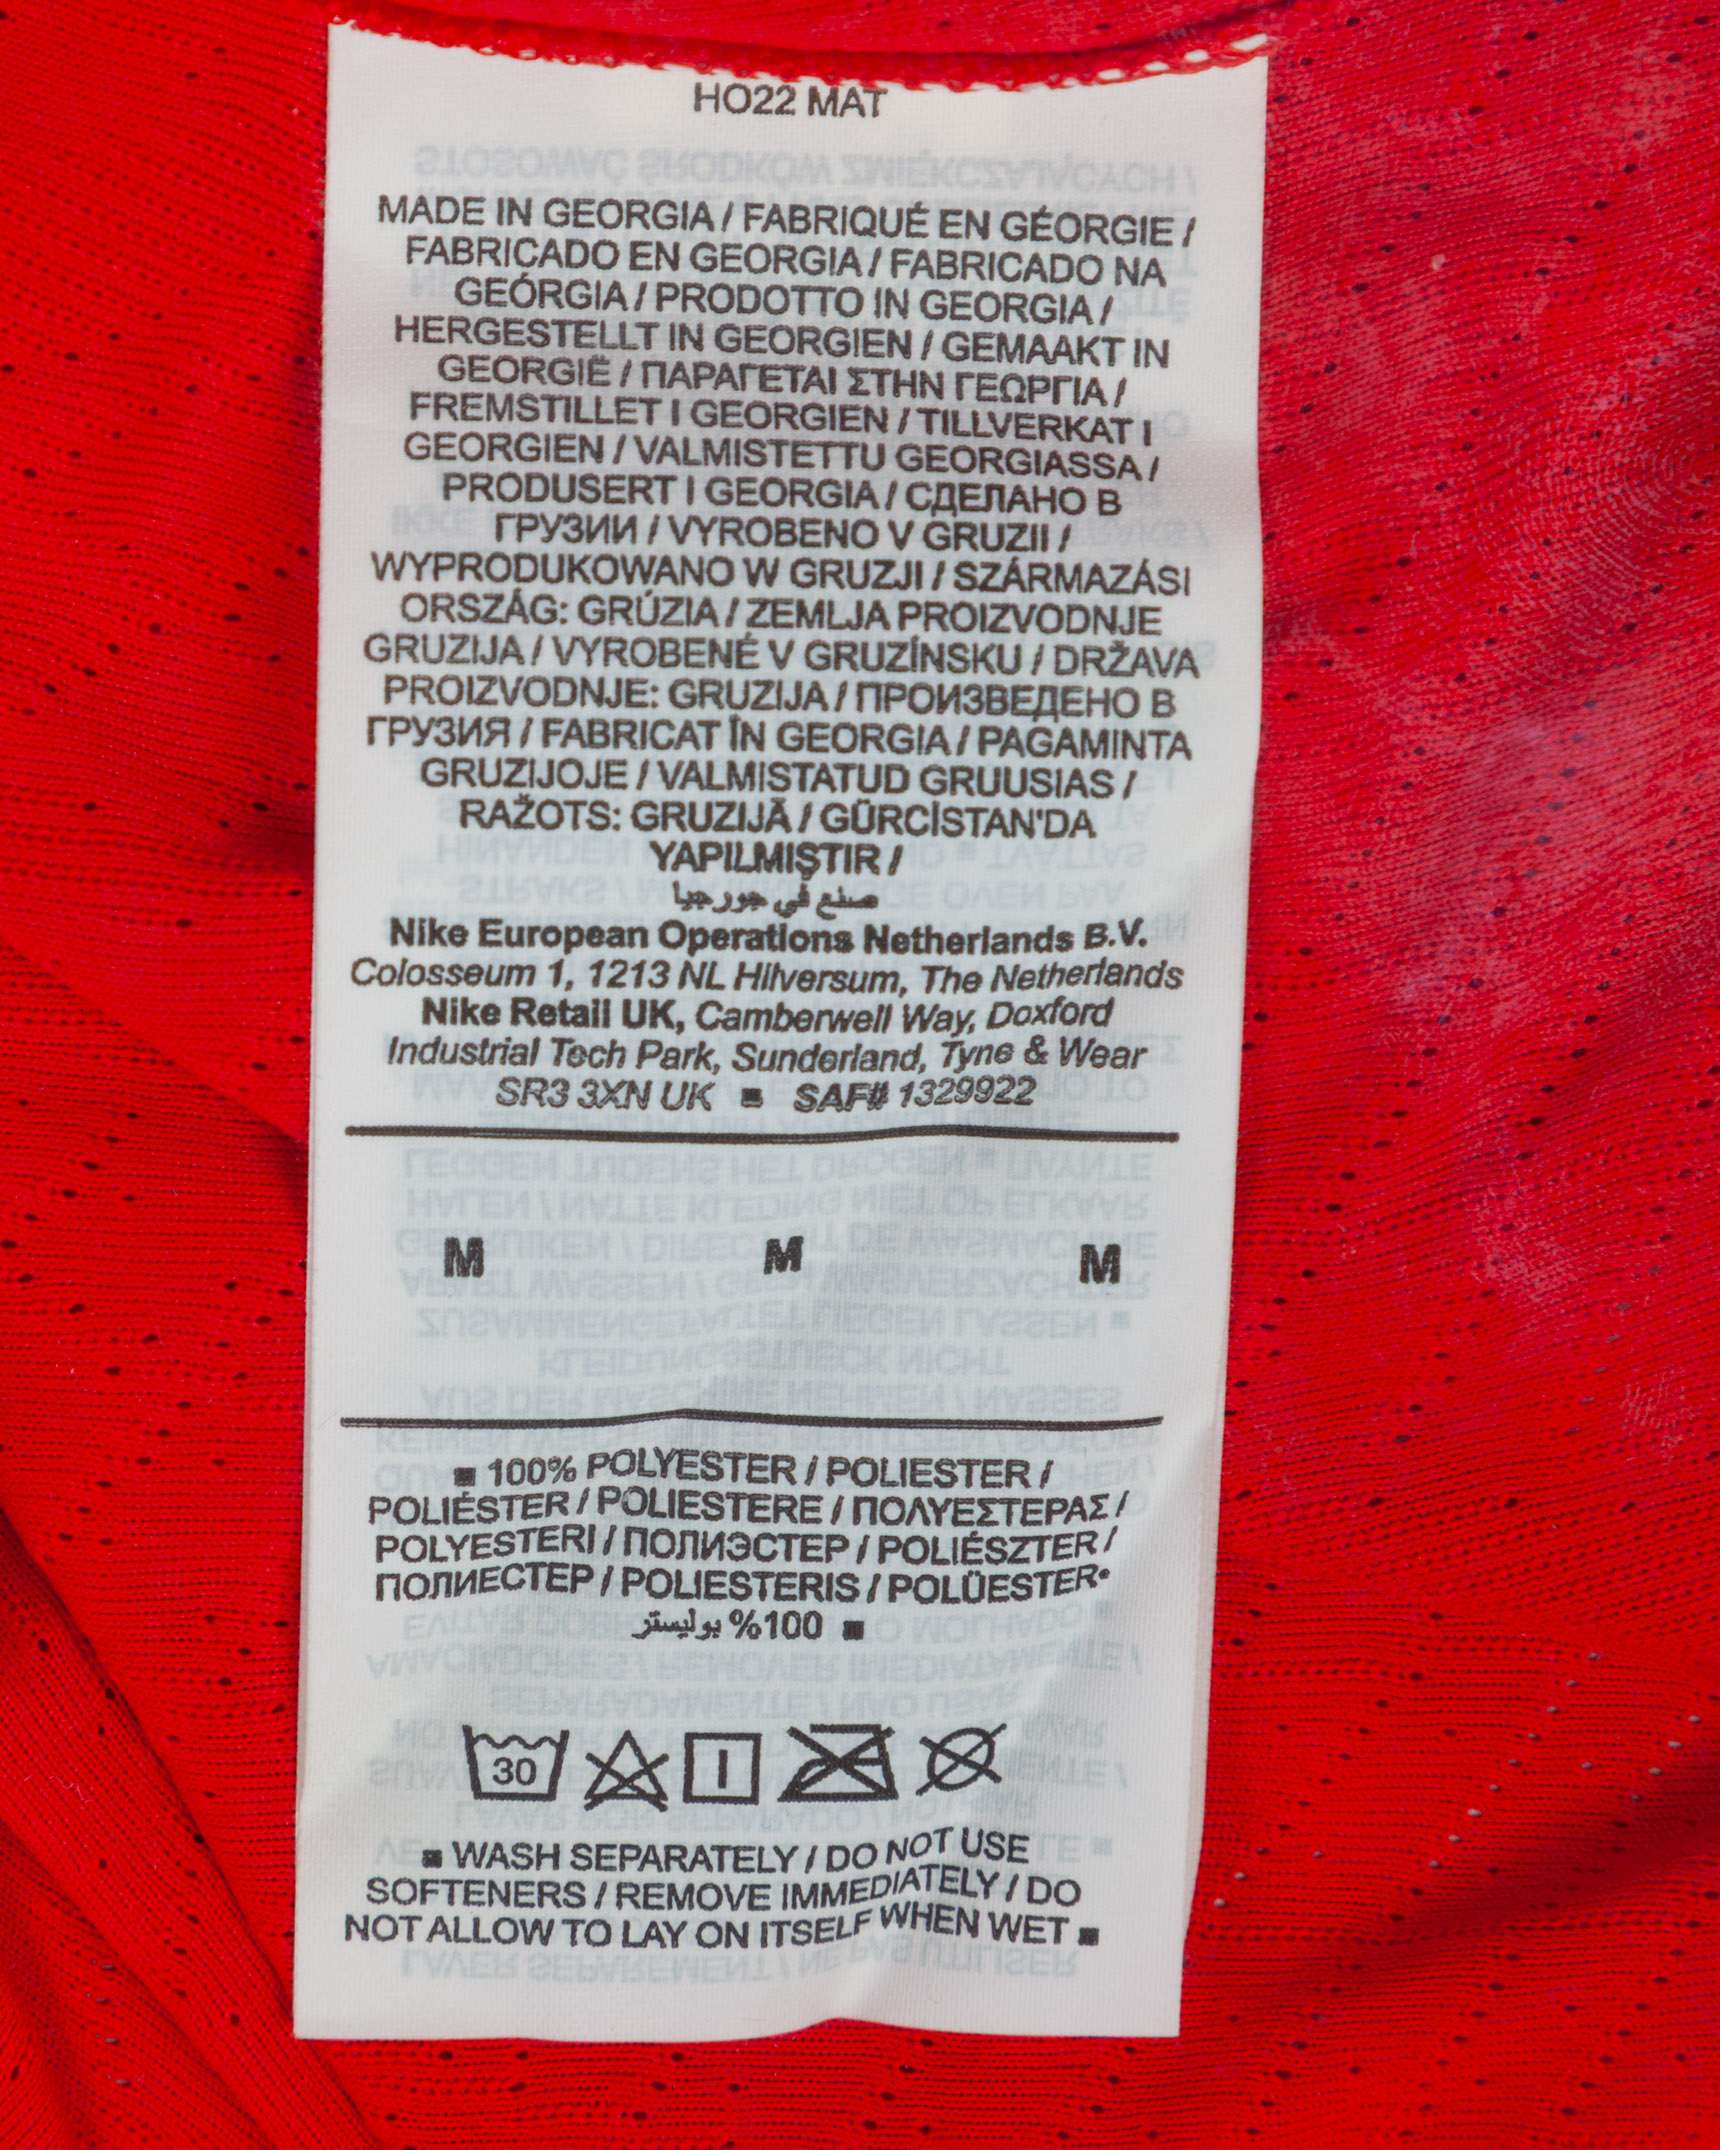 HO22 MAT
MADE IN GEORGIA / FABRIQUÉ EN GÉORGIE /
FABRICADO EN GEORGIA / FABRICADO NA
GEÓRGIA / PRODOTTO IN GEORGIA /
HERGESTELLT IN GEORGIEN / GEMAAKT IN
GEORGIË / ΠΑΡΑΓΕΤΑΙ ΣΤΗΝ ΓΕΩΡΓΙΑ /
FREMSTILLET I GEORGIEN / TILLVERKAT I
GEORGIEN / VALMISTETTU GEORGIASSA /
PRODUSERT I GEORGIA / СДЕЛАНО В
ГРУЗИИ / VYROBENO V GRUZII /
WYPRODUKOWANO W GRUZJI / SZÁRMAZÁSI
ORSZÁG: GRÚZIA / ZEMLJA PROIZVODNJE
GRUZIJA / VYROBENÉ V GRUZÍNSKU / DRŽAVA
PROIZVODNJE: GRUZIJA / ПРОИЗВЕДЕНО В
ГРУЗИЯ / FABRICAT ÎN GEORGIA / PAGAMINTA
GRUZIJOJE / VALMISTATUD GRUUSIAS /
RAŽOTS: GRUZIJĀ / GÜRCİSTAN'DA
YAPILMIŞTIR /
صنع في جورجيا
Nike European Operations Netherlands B.V.
Colosseum 1, 1213 NL Hilversum, The Netherlands
Nike Retail UK, Camberwell Way, Doxford
Industrial Tech Park, Sunderland, Tyne & Wear
SR3 3XN UK ■ SAF# 1329922
M M M
■ 100% POLYESTER / POLIESTER /
POLIÉSTER / POLIESTERE / ΠΟΛΥΕΣΤΕΡΑΣ /
POLYESTERI / ПОЛИЭСТЕР / POLIÉSZTER /
ПОЛИЕСТЕР / POLIESTERIS / POLÜESTER•
■ 100% بوليستر
30
■ WASH SEPARATELY / DO NOT USE
SOFTENERS / REMOVE IMMEDIATELY / DO
NOT ALLOW TO LAY ON ITSELF WHEN WET ■